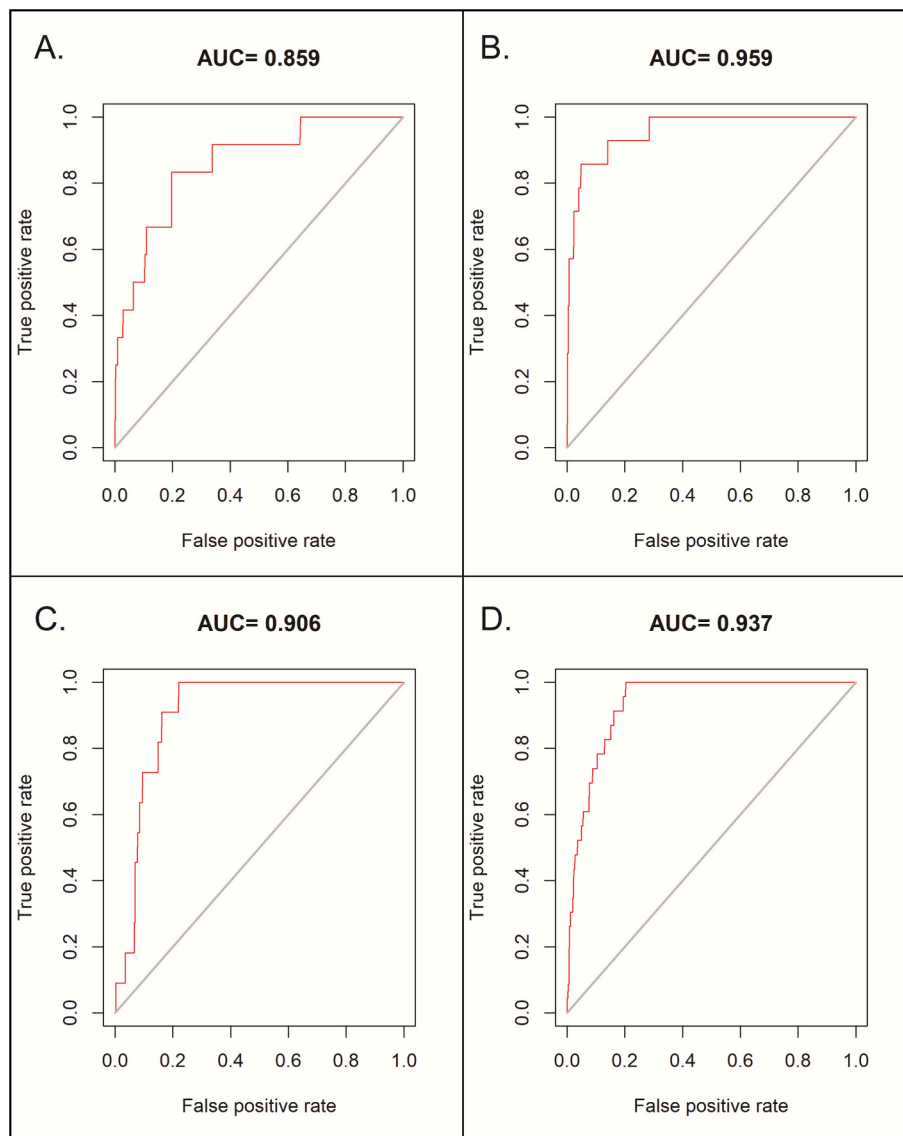 A.
AUC= 0.859
True positive rate
1.0
0.8
0.6
0.4
0.2
0.0
0.0 0.2 0.4 0.6 0.8 1.0
False positive rate
B.
AUC= 0.959
True positive rate
1.0
0.8
0.6
0.4
0.2
0.0
0.0 0.2 0.4 0.6 0.8 1.0
False positive rate
C.
AUC= 0.906
True positive rate
1.0
0.8
0.6
0.4
0.2
0.0
0.0 0.2 0.4 0.6 0.8 1.0
False positive rate
D.
AUC= 0.937
True positive rate
1.0
0.8
0.6
0.4
0.2
0.0
0.0 0.2 0.4 0.6 0.8 1.0
False positive rate